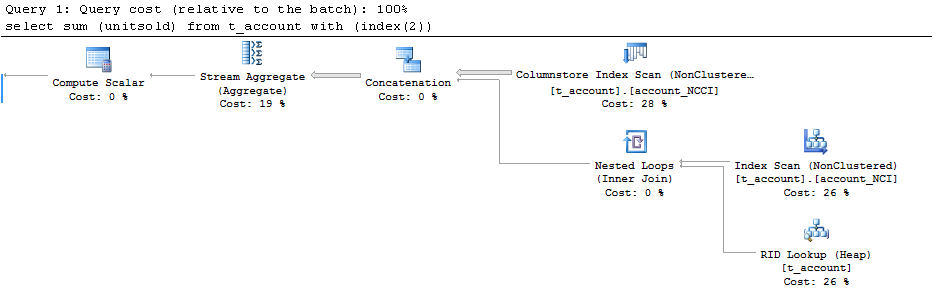 Query 1: Query cost (relative to the batch): 100%
select sum (unitsold) from t_account with (index(2))
Compute Scalar
Cost: 0 %
Stream Aggregate
(Aggregate)
Cost: 19 %
Concatenation
Cost: 0 %
Columnstore Index Scan (NonClustere…
[t_account].[account_NCCI]
Cost: 28 %
Nested Loops
(Inner Join)
Cost: 0 %
Index Scan (NonClustered)
[t_account].[account_NCI]
Cost: 26 %
RID Lookup (Heap)
[t_account]
Cost: 26 %